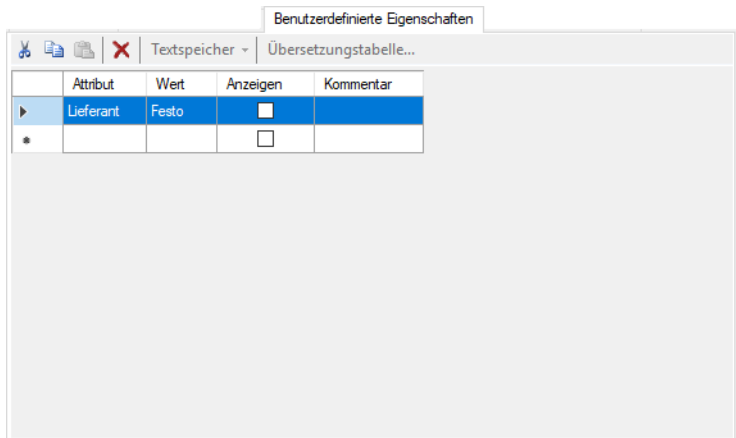 Benutzerdefinierte Eigenschaften
Textspeicher Übersetzungstabelle...
Attribut Wert Anzeigen Kommentar
Lieferant Festo